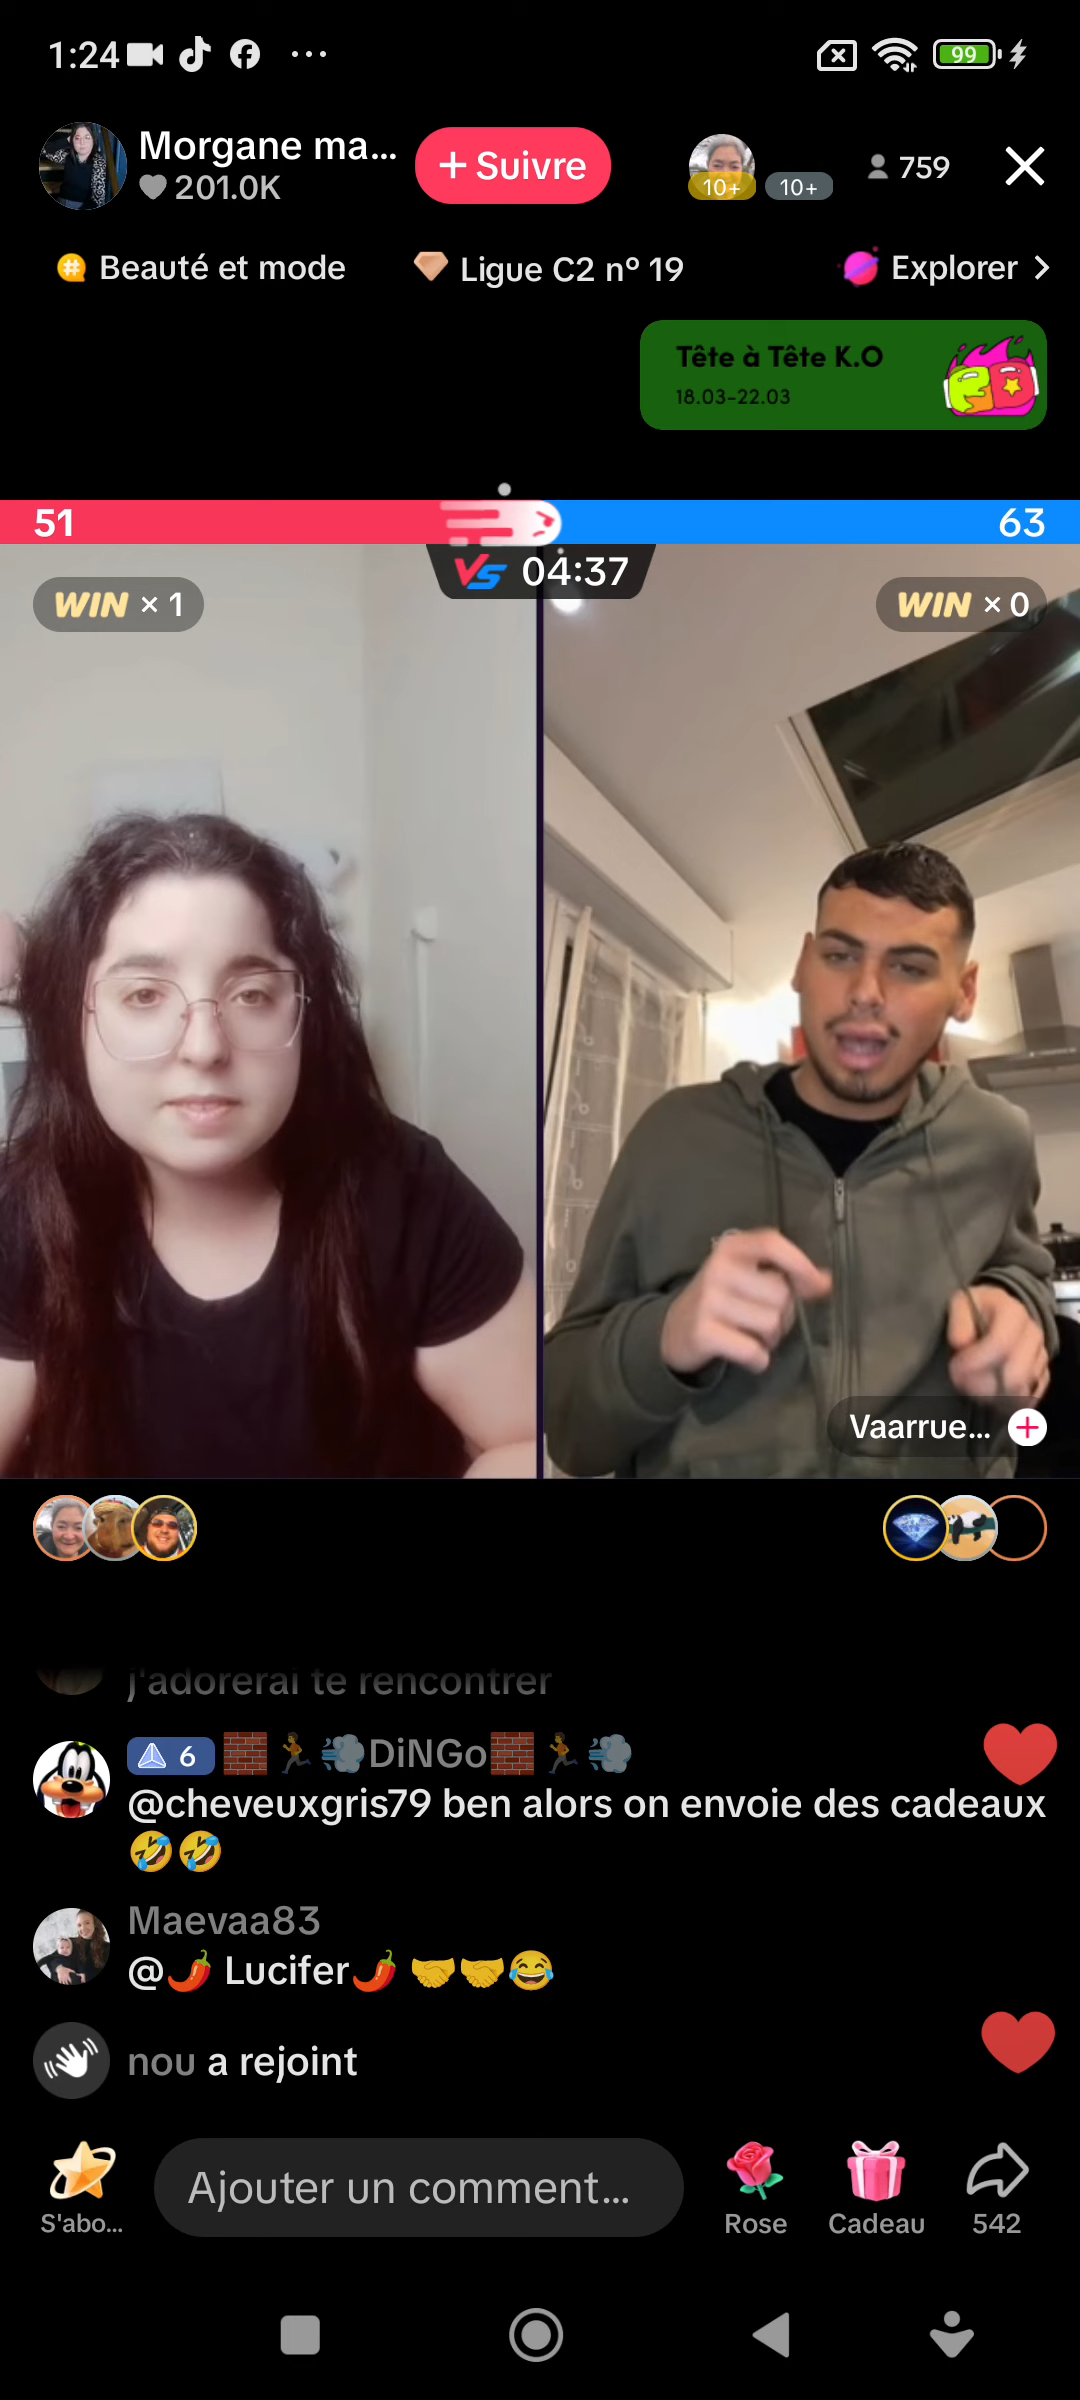 1:24
99
Morgane ma...
201.0K
+ Suivre
10+
10+
759
Beauté et mode
Ligue C2 n° 19
Explorer >
Tête à Tête K.O
18.03-22.03
51
63
VS 04:37
WIN × 1
WIN × 0
Vaarrue...
j'adorerai te rencontrer
6 🧱🏃💨DiNGo🧱🏃💨
@cheveuxgris79 ben alors on envoie des cadeaux
🤣🤣
Maevaa83
@🌶️ Lucifer🌶️ 🤝🤝😂
nou a rejoint
Ajouter un comment...
S'abo...
Rose
Cadeau
542